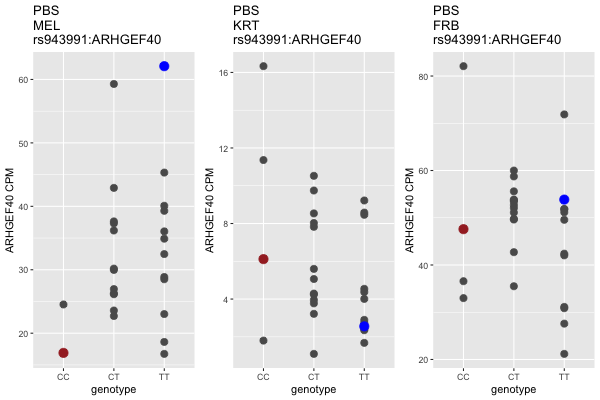 PBS
MEL
rs943991:ARHGEF40
ARHGEF40 CPM
60
50
40
30
20
CC
CT
TT
genotype
PBS
KRT
rs943991:ARHGEF40
ARHGEF40 CPM
16
12
8
4
CC
CT
TT
genotype
PBS
FRB
rs943991:ARHGEF40
ARHGEF40 CPM
80
60
40
20
CC
CT
TT
genotype